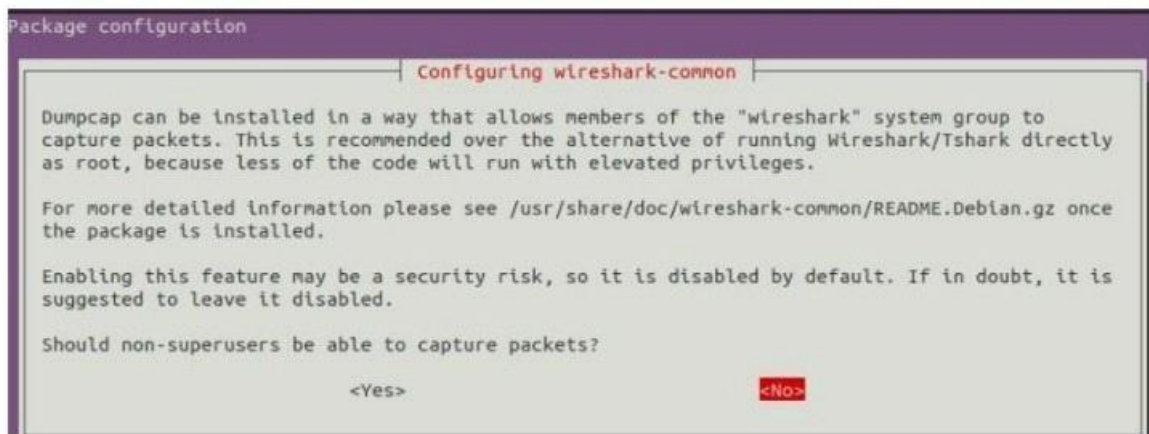 Package configuration
Configuring wireshark-common
Dumpcap can be installed in a way that allows members of the "wireshark" system group to
capture packets. This is recommended over the alternative of running Wireshark/Tshark directly
as root, because less of the code will run with elevated privileges.
For more detailed information please see /usr/share/doc/wireshark-common/README.Debian.gz once
the package is installed.
Enabling this feature may be a security risk, so it is disabled by default. If in doubt, it is
suggested to leave it disabled.
Should non-superusers be able to capture packets?
<Yes> <No>